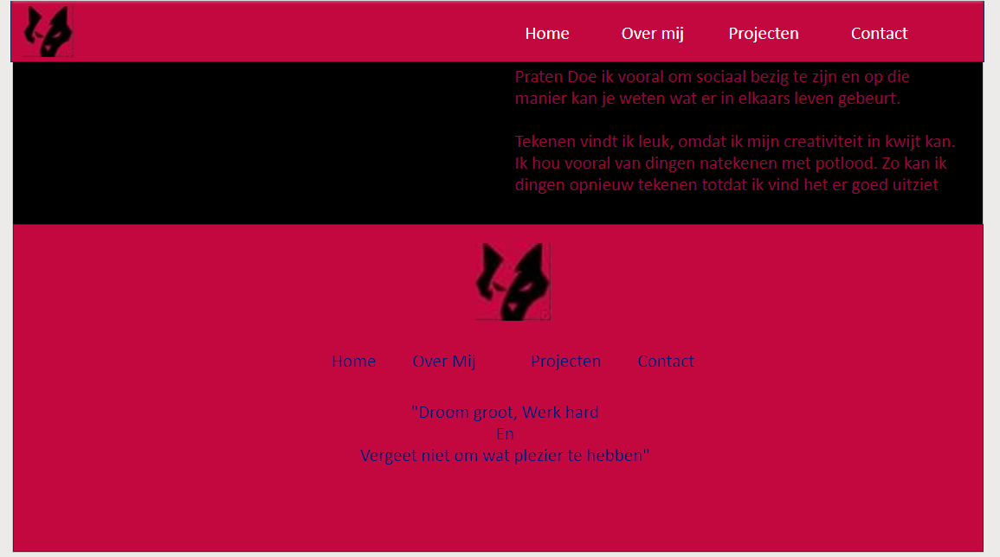 Home Over mij Projecten Contact
Praten Doe ik vooral om sociaal bezig te zijn en op die
manier kan je weten wat er in elkaars leven gebeurt.
Tekenen vindt ik leuk, omdat ik mijn creativiteit in kwijt kan.
Ik hou vooral van dingen natekenen met potlood. Zo kan ik
dingen opnieuw tekenen totdat ik vind het er goed uitziet
Home Over Mij Projecten Contact
"Droom groot, Werk hard
En
Vergeet niet om wat plezier te hebben"